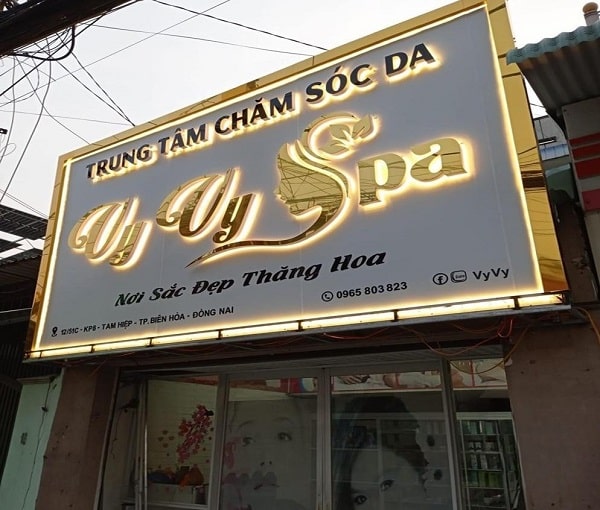 TRUNG TÂM CHĂM SÓC DA
Vy Vy Spa
Nơi Sắc Đẹp Thăng Hoa
0965 803 823
VyVy
12/51C - KP8 - TAM HIỆP - TP. BIÊN HÒA - ĐỒNG NAI